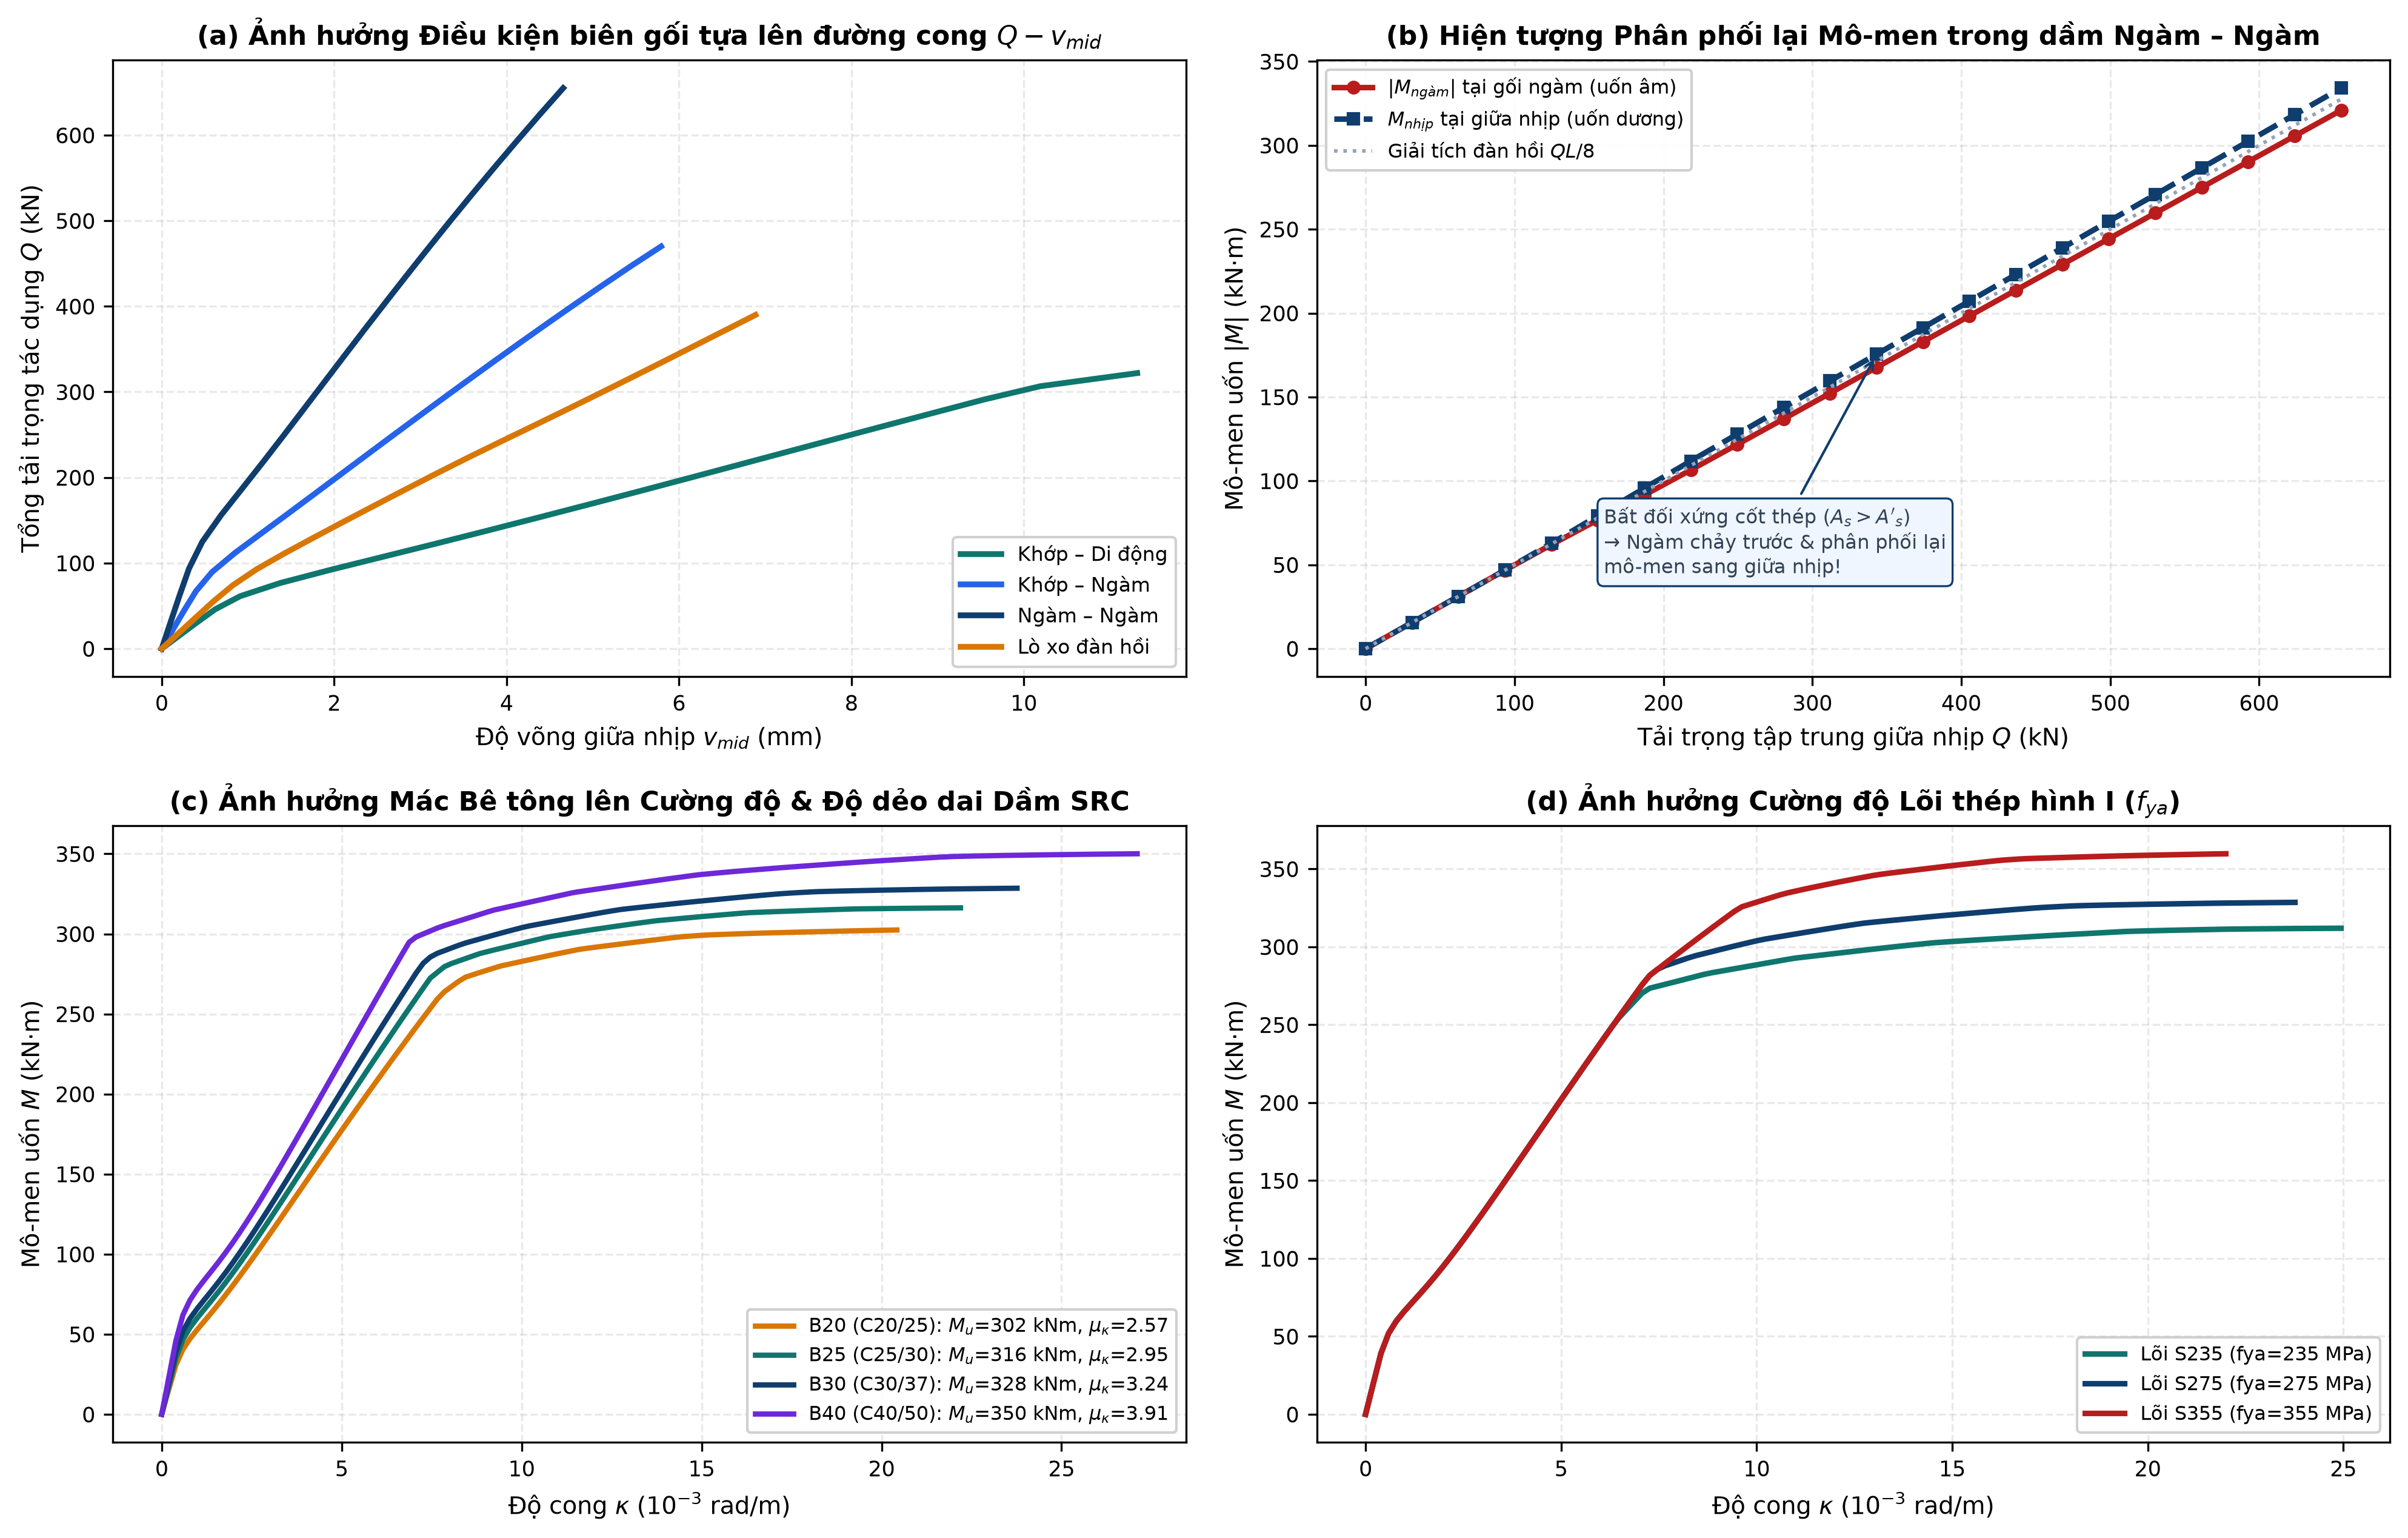 (a) Ảnh hưởng Điều kiện biên gối tựa lên đường cong Q − v_mid
Tổng tải trọng tác dụng Q (kN)
600
500
400
300
200
100
0
0 2 4 6 8 10
Độ võng giữa nhịp v_mid (mm)
Khớp – Di động
Khớp – Ngàm
Ngàm – Ngàm
Lò xo đàn hồi
(b) Hiện tượng Phân phối lại Mô-men trong dầm Ngàm – Ngàm
Mô-men uốn |M| (kN·m)
350
300
250
200
150
100
50
0
0 100 200 300 400 500 600
Tải trọng tập trung giữa nhịp Q (kN)
|M_ngàm| tại gối ngàm (uốn âm)
M_nhịp tại giữa nhịp (uốn dương)
Giải tích đàn hồi QL/8
Bất đối xứng cốt thép (A_s > A'_s)
→ Ngàm chảy trước & phân phối lại
mô-men sang giữa nhịp!
(c) Ảnh hưởng Mác Bê tông lên Cường độ & Độ dẻo dai Dầm SRC
Mô-men uốn M (kN·m)
350
300
250
200
150
100
50
0
0 5 10 15 20 25
Độ cong κ (10⁻³ rad/m)
B20 (C20/25): M_u=302 kNm, μ_κ=2.57
B25 (C25/30): M_u=316 kNm, μ_κ=2.95
B30 (C30/37): M_u=328 kNm, μ_κ=3.24
B40 (C40/50): M_u=350 kNm, μ_κ=3.91
(d) Ảnh hưởng Cường độ Lõi thép hình I (f_ya)
Mô-men uốn M (kN·m)
350
300
250
200
150
100
50
0
0 5 10 15 20 25
Độ cong κ (10⁻³ rad/m)
Lõi S235 (fya=235 MPa)
Lõi S275 (fya=275 MPa)
Lõi S355 (fya=355 MPa)